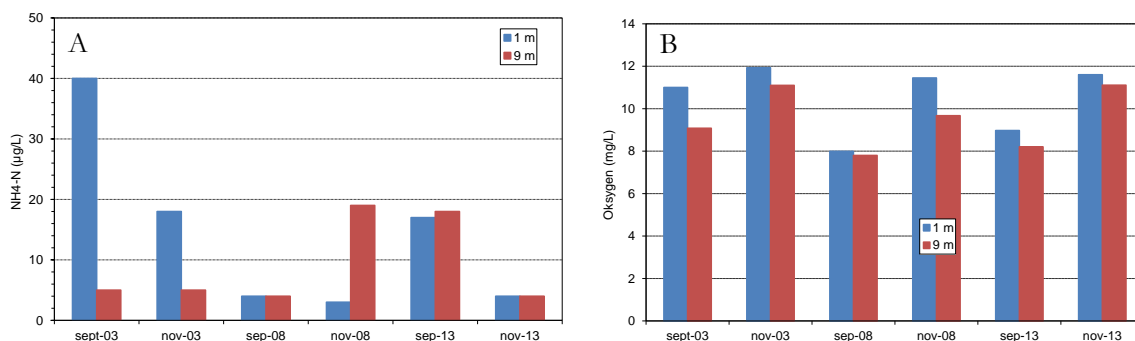 A
NH4-N (µg/L)
50
40
30
20
10
0
1 m
9 m
sept-03 nov-03 sep-08 nov-08 sep-13 nov-13
B
Oksygen (mg/L)
14
12
10
8
6
4
2
0
1 m
9 m
sept-03 nov-03 sep-08 nov-08 sep-13 nov-13